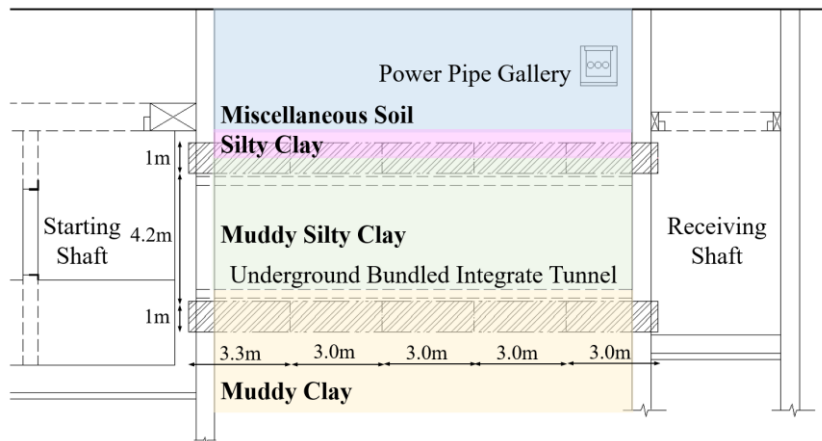 Power Pipe Gallery
Miscellaneous Soil
Silty Clay
1m
Starting
Shaft
4.2m
Muddy Silty Clay
Receiving
Shaft
Underground Bundled Integrate Tunnel
1m
3.3m 3.0m 3.0m 3.0m 3.0m
Muddy Clay